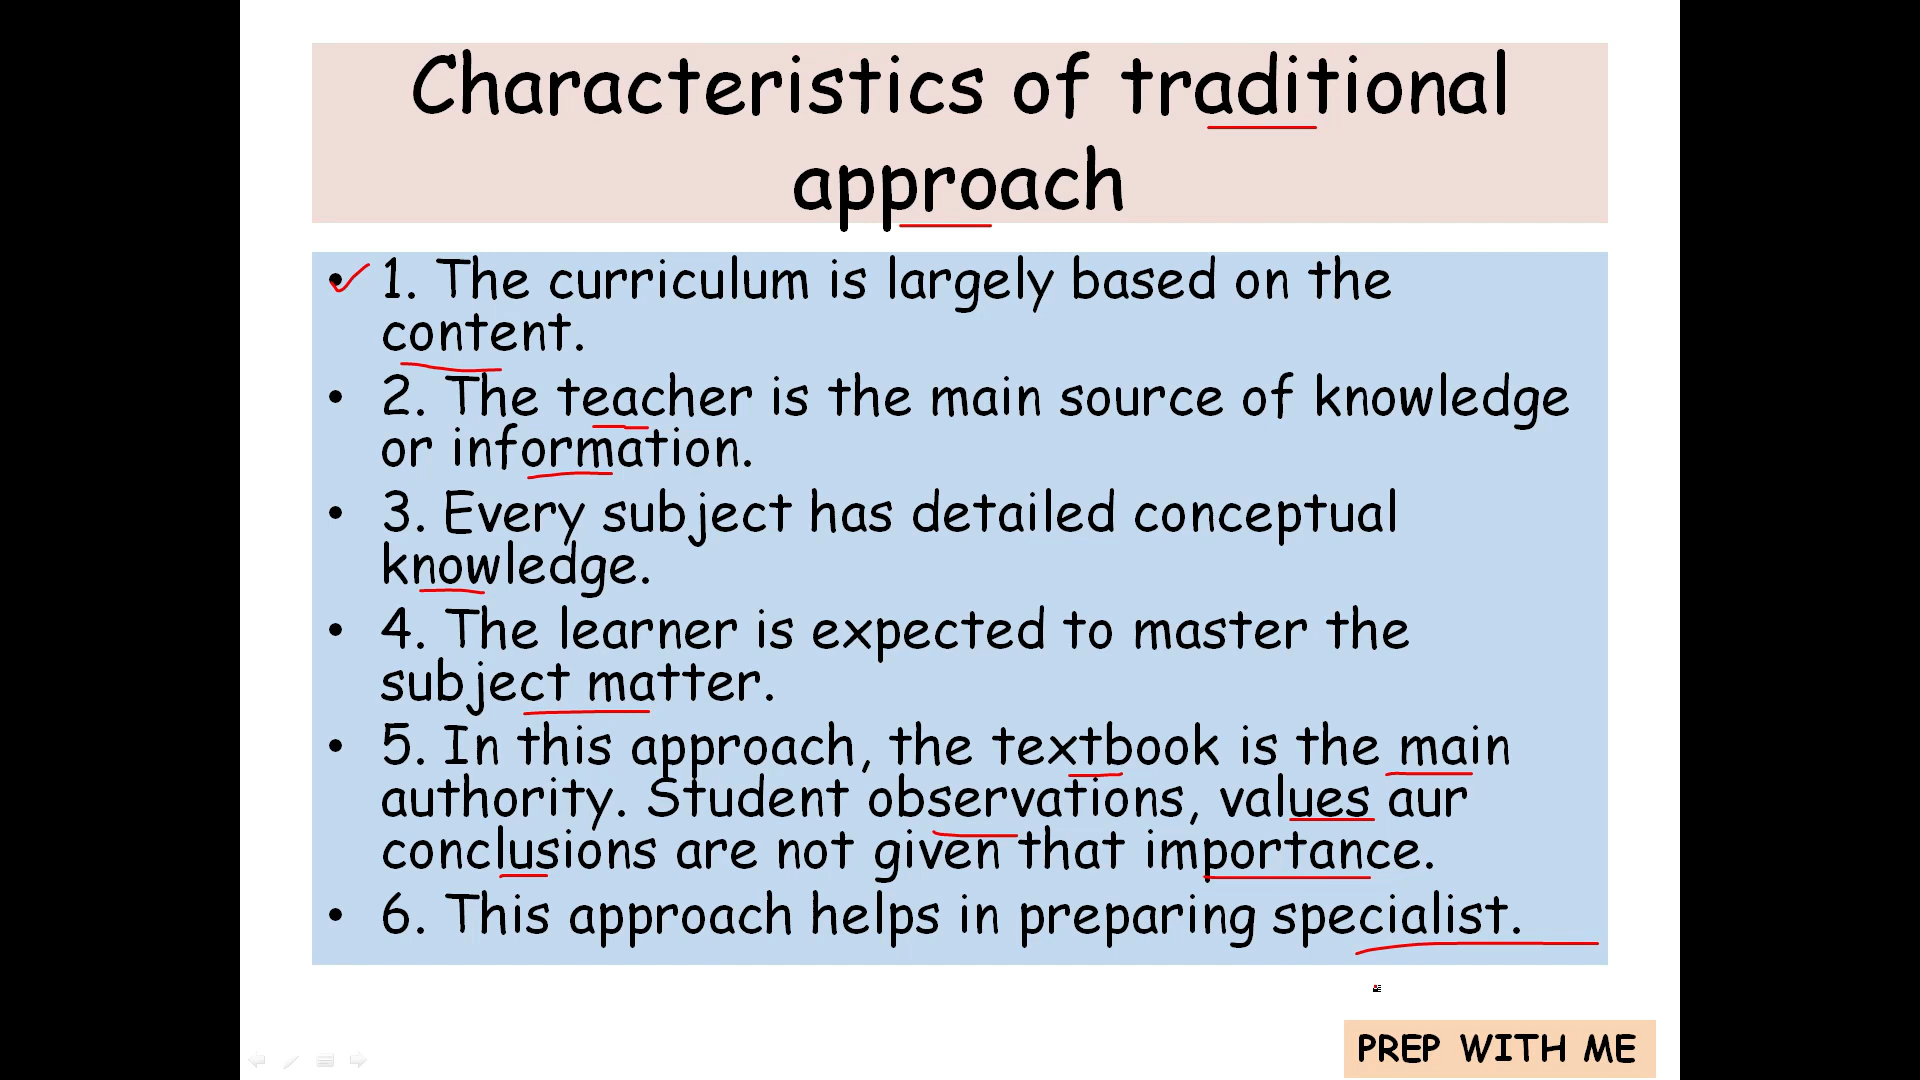 Characteristics of traditional
approach
• 1. The curriculum is largely based on the
content.
• 2. The teacher is the main source of knowledge
or information.
• 3. Every subject has detailed conceptual
knowledge.
• 4. The learner is expected to master the
subject matter.
• 5. In this approach, the textbook is the main
authority. Student observations, values aur
conclusions are not given that importance.
• 6. This approach helps in preparing specialist.
PREP WITH ME